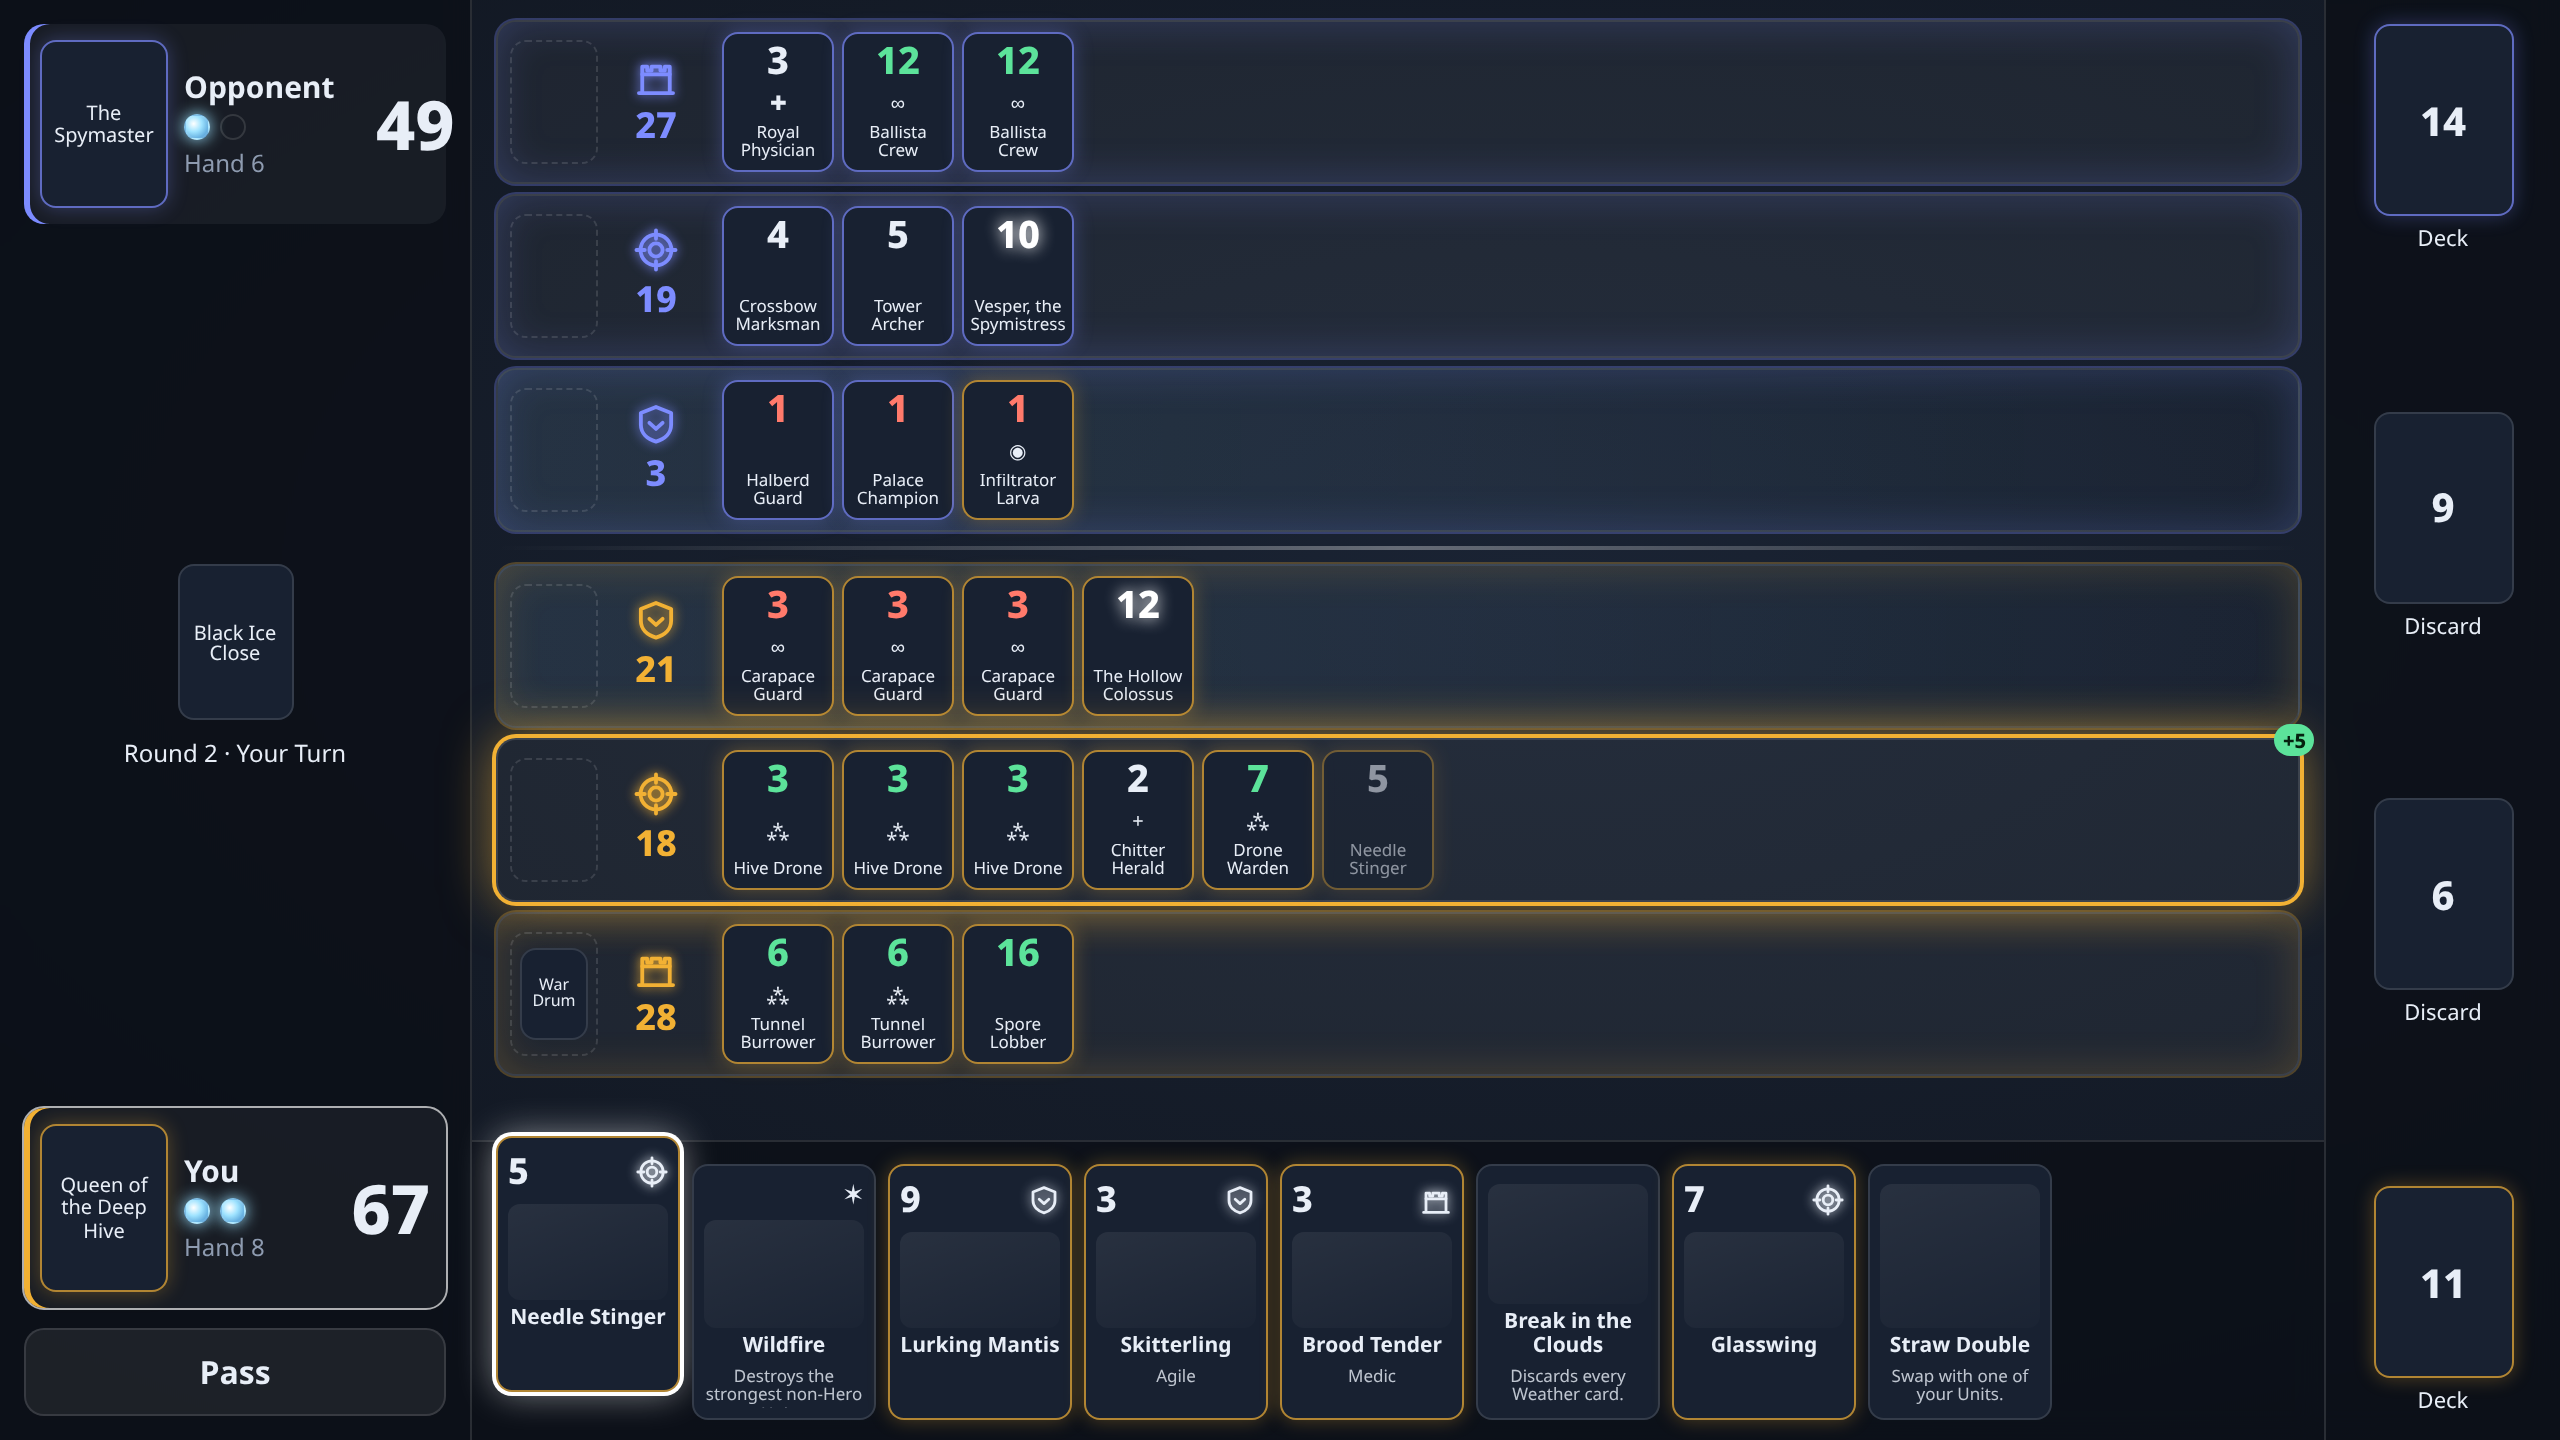 The
Spymaster
Opponent
Hand 6
49
27
3
+
Royal
Physician
12
∞
Ballista
Crew
12
∞
Ballista
Crew
19
4
Crossbow
Marksman
5
Tower
Archer
10
Vesper, the
Spymistress
3
1
Halberd
Guard
1
Palace
Champion
1
Infiltrator
Larva
21
3
∞
Carapace
Guard
3
∞
Carapace
Guard
3
∞
Carapace
Guard
12
The Hollow
Colossus
+5
18
3
Hive Drone
3
Hive Drone
3
Hive Drone
2
+
Chitter
Herald
7
Drone
Warden
5
Needle
Stinger
War
Drum
28
6
Tunnel
Burrower
6
Tunnel
Burrower
16
Spore
Lobber
Black Ice
Close
Round 2 · Your Turn
Queen of
the Deep
Hive
You
Hand 8
67
Pass
5
Needle Stinger
Wildfire
Destroys the
strongest non-Hero
9
Lurking Mantis
3
Skitterling
Agile
3
Brood Tender
Medic
Break in the
Clouds
Discards every
Weather card.
7
Glasswing
Straw Double
Swap with one of
your Units.
14
Deck
9
Discard
6
Discard
11
Deck